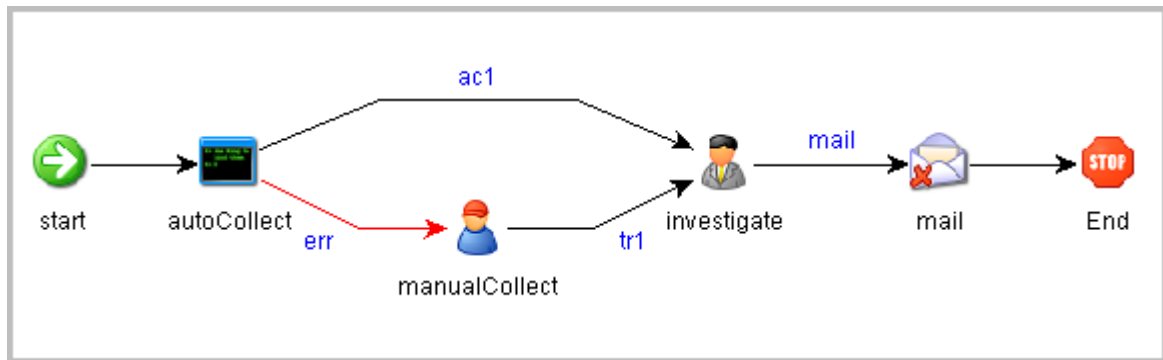 ac1
mail
STOP
start
autoCollect
err
tr1
investigate
mail
End
manualCollect